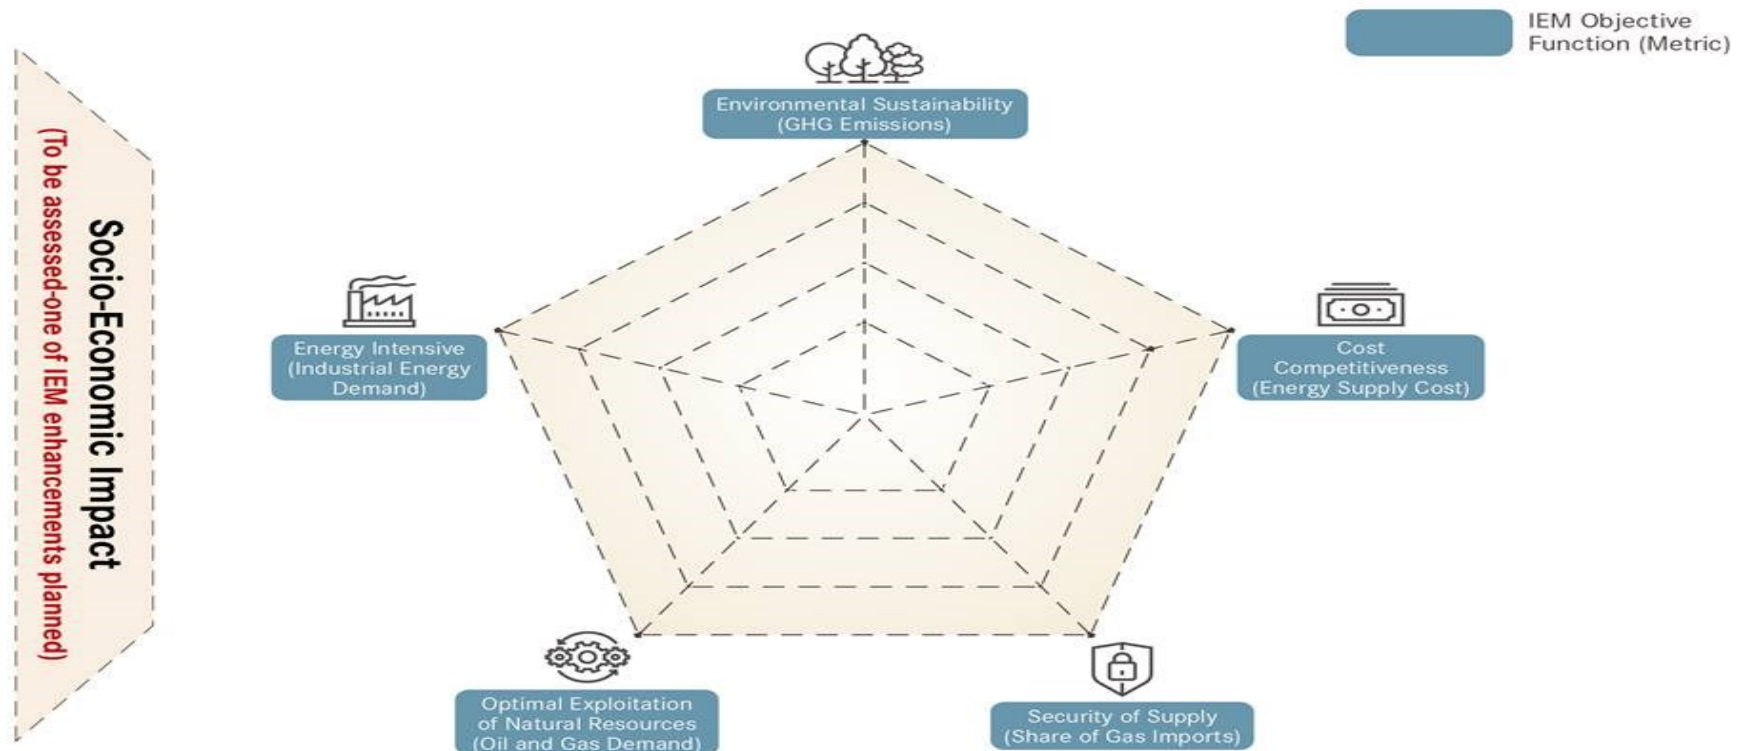 IEM Objective
Function (Metric)
Environmental Sustainability
(GHG Emissions)
Socio-Economic Impact
(To be assessed-one of IEM enhancements planned)
Energy Intensive
(Industrial Energy
Demand)
Cost
Competitiveness
(Energy Supply Cost)
Optimal Exploitation
of Natural Resources
(Oil and Gas Demand)
Security of Supply
(Share of Gas Imports)